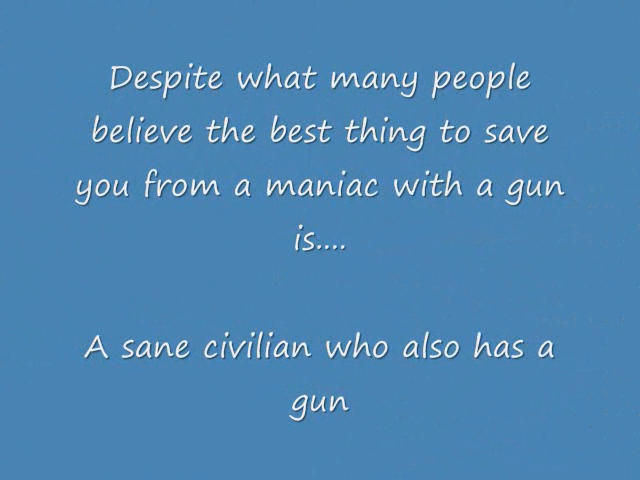 Despite what many people
believe the best thing to save
you from a maniac with a gun
is....
A sane civilian who also has a
gun